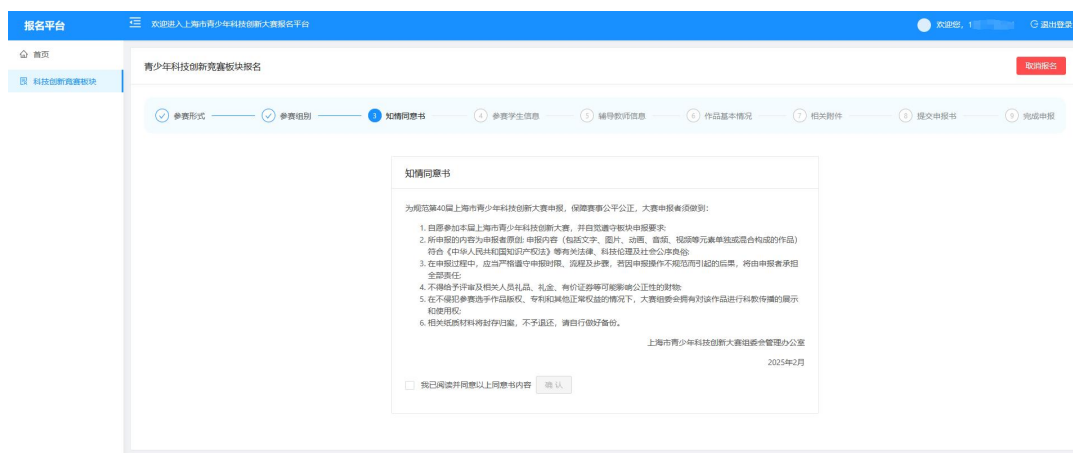 报名平台
欢迎进入上海市青少年科技创新大赛报名平台
欢迎您，1
退出登录
首页
科技创新竞赛板块
青少年科技创新竞赛板块报名
取消报名
参赛形式
参赛组别
3 知情同意书
4 参赛学生信息
5 辅导教师信息
6 作品基本情况
7 相关附件
8 提交申报书
9 完成申报
知情同意书
为规范第40届上海市青少年科技创新大赛申报，保障赛事公平公正，大赛申报者须做到：
1. 自愿参加本届上海市青少年科技创新大赛，并自觉遵守板块申报要求;
2. 所申报的内容为申报者原创; 申报内容（包括文字、图片、动画、音频、视频等元素单独或混合构成的作品）
符合《中华人民共和国知识产权法》等有关法律、科技伦理及社会公序良俗;
3. 在申报过程中，应当严格遵守申报时限、流程及步骤，若因申报操作不规范而引起的后果，将由申报者承担
全部责任;
4. 不得给予评审及相关人员礼品、礼金、有价证券等可能影响公正性的财物;
5. 在不侵犯参赛选手作品版权、专利和其他正常权益的情况下，大赛组委会拥有对该作品进行科教传播的展示
和使用权;
6. 相关纸质材料将封存归案，不予退还，请自行做好备份。
上海市青少年科技创新大赛组委会管理办公室
2025年2月
我已阅读并同意以上同意书内容
确 认